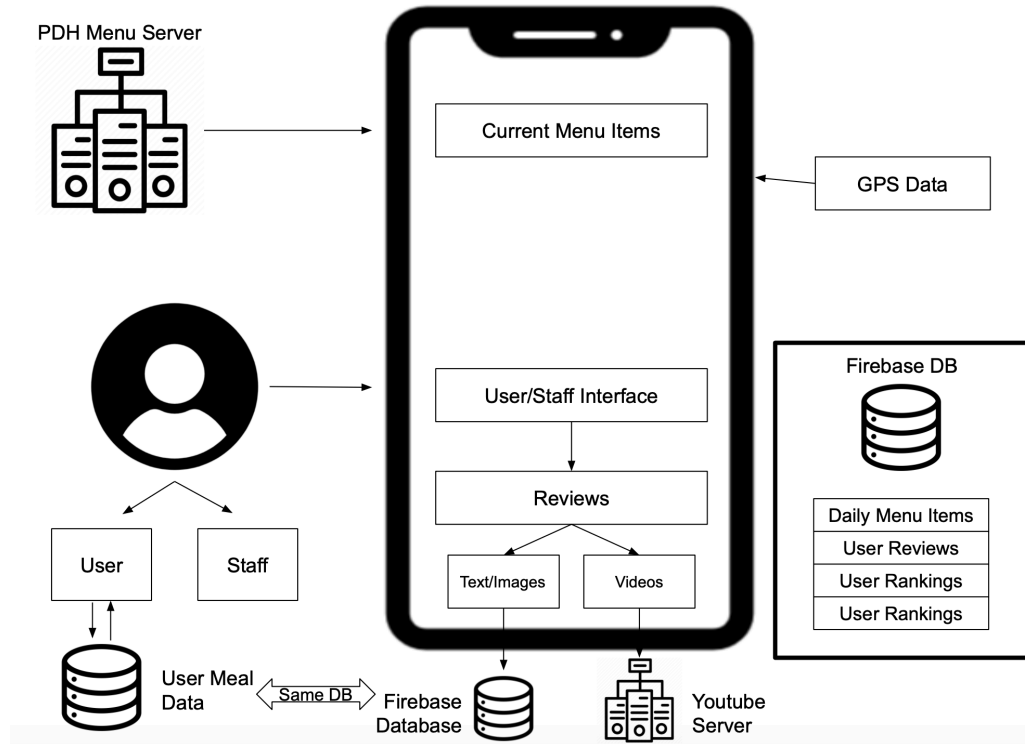 PDH Menu Server
Current Menu Items
GPS Data
User/Staff Interface
Reviews
Text/Images
Videos
User
Staff
User Meal
Data
Same DB
Firebase
Database
Youtube
Server
Firebase DB
Daily Menu Items
User Reviews
User Rankings
User Rankings